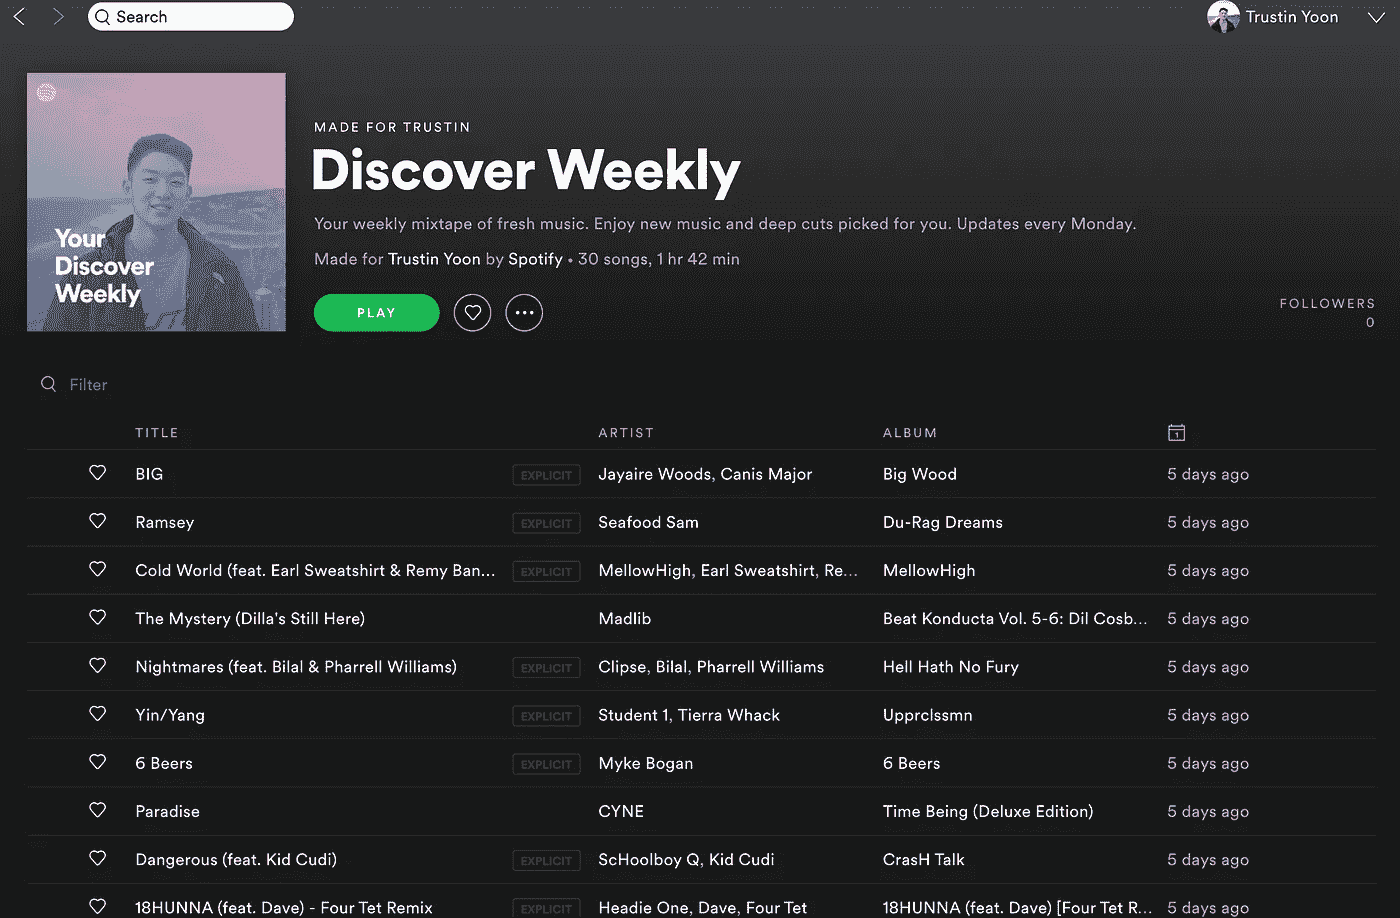 Search
Trustin Yoon
Your
Discover
Weekly
MADE FOR TRUSTIN
Discover Weekly
Your weekly mixtape of fresh music. Enjoy new music and deep cuts picked for you. Updates every Monday.
Made for Trustin Yoon by Spotify • 30 songs, 1 hr 42 min
PLAY
FOLLOWERS
0
Filter
TITLE ARTIST ALBUM
BIG EXPLICIT Jayaire Woods, Canis Major Big Wood 5 days ago
Ramsey EXPLICIT Seafood Sam Du-Rag Dreams 5 days ago
Cold World (feat. Earl Sweatshirt & Remy Ban... EXPLICIT MellowHigh, Earl Sweatshirt, Re... MellowHigh 5 days ago
The Mystery (Dilla's Still Here) Madlib Beat Konducta Vol. 5-6: Dil Cosb... 5 days ago
Nightmares (feat. Bilal & Pharrell Williams) EXPLICIT Clipse, Bilal, Pharrell Williams Hell Hath No Fury 5 days ago
Yin/Yang EXPLICIT Student 1, Tierra Whack Upprclssmn 5 days ago
6 Beers EXPLICIT Myke Bogan 6 Beers 5 days ago
Paradise CYNE Time Being (Deluxe Edition) 5 days ago
Dangerous (feat. Kid Cudi) EXPLICIT ScHoolboy Q, Kid Cudi CrasH Talk 5 days ago
18HUNNA (feat. Dave) - Four Tet Remix EXPLICIT Headie One, Dave, Four Tet 18HUNNA (feat. Dave) [Four Tet R... 5 days ago